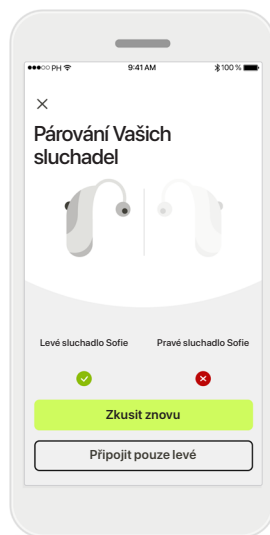 PH 9:41 AM 100 %
Párování Vašich
sluchadel
Levé sluchadlo Sofie Pravé sluchadlo Sofie
Zkusit znovu
Připojit pouze levé